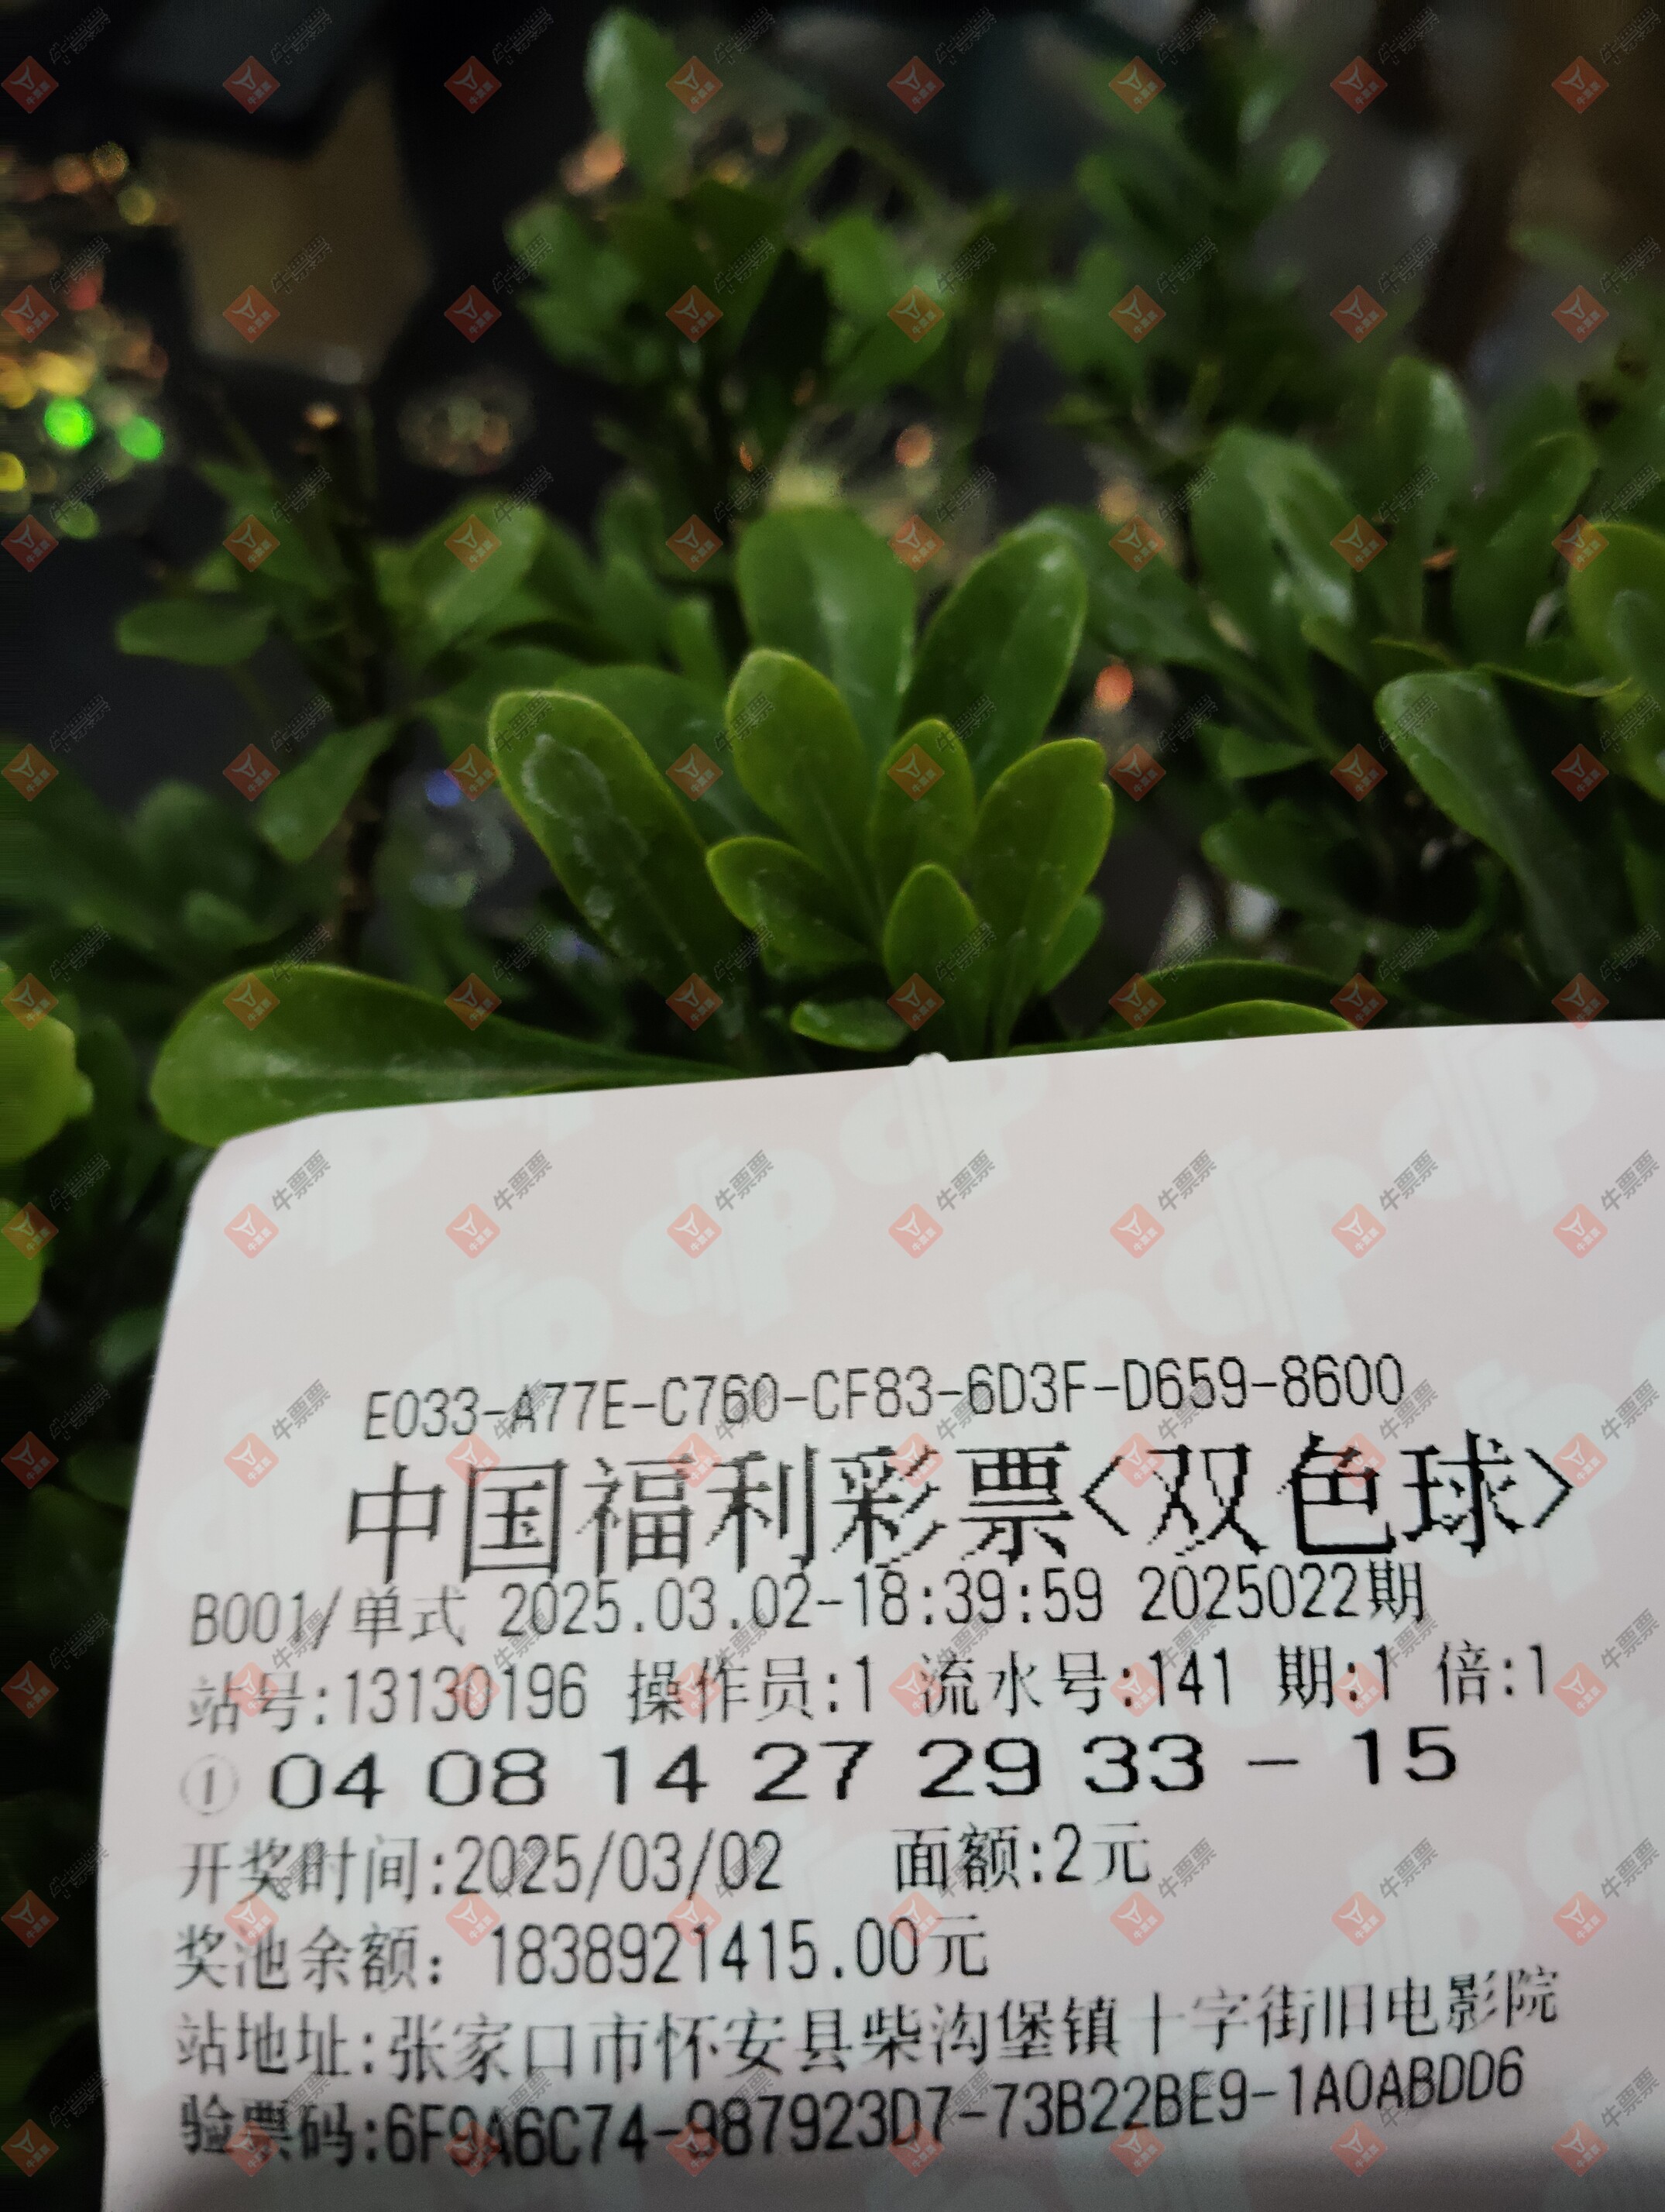 E033-A77E-C760-CF83-6D3F-D659-8600
中国福利彩票<双色球>
B001/单式 2025.03.02-18:39:59 2025022期
站号:13130196 操作员:1 流水号:141 期:1 倍:1
① 04 08 14 27 29 33 - 15
开奖时间:2025/03/02 面额:2元
奖池余额: 1838921415.00元
站地址:张家口市怀安县柴沟堡镇十字街旧电影院
验票码:6F9A6C74-987923D7-73B22BE9-1A0ABDD6
牛票票